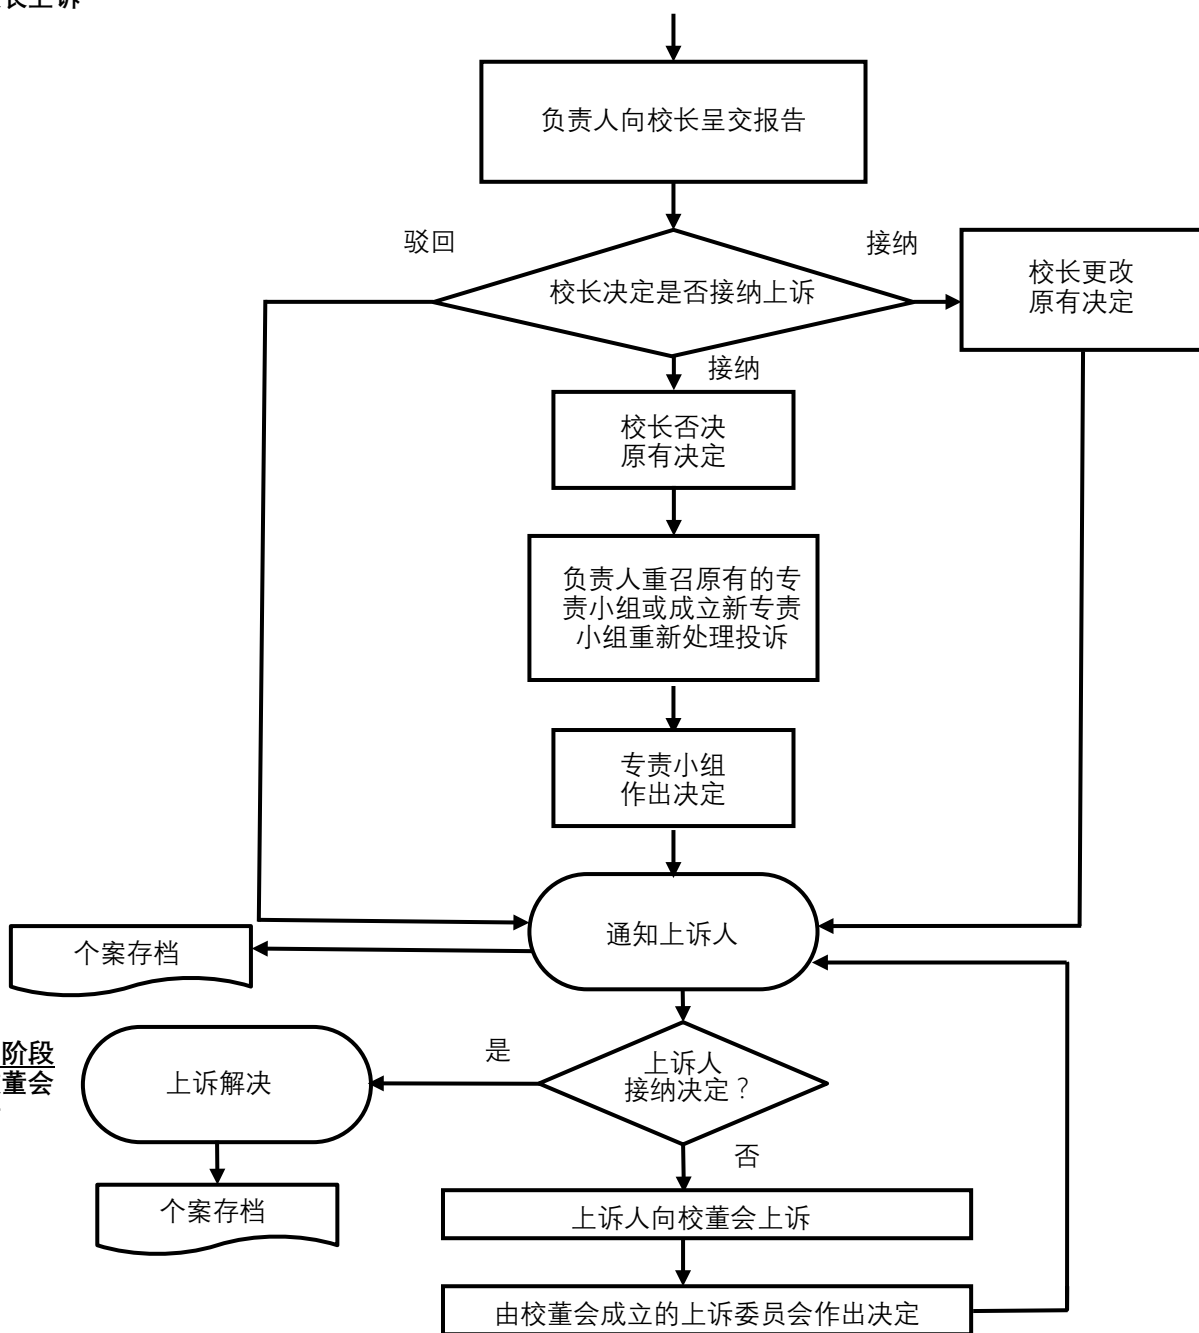 长上诉
负责人向校长呈交报告
驳回
接纳
校长决定是否接纳上诉
校长更改
原有决定
接纳
校长否决
原有决定
负责人重召原有的专
责小组或成立新专责
小组重新处理投诉
专责小组
作出决定
通知上诉人
个案存档
阶段
董会
上诉解决
是
上诉人
接纳决定？
否
个案存档
上诉人向校董会上诉
由校董会成立的上诉委员会作出决定